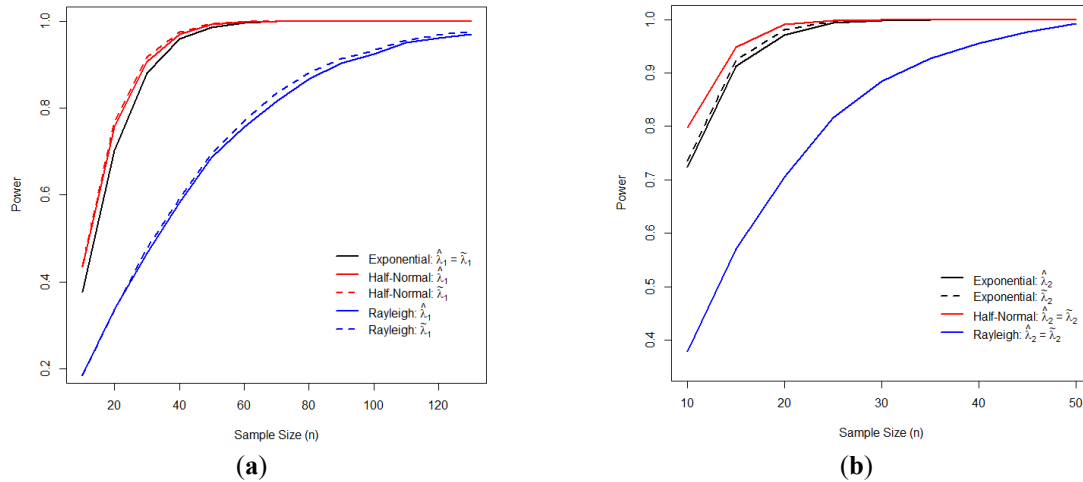 Power
1.0
0.8
0.6
0.4
0.2
20 40 60 80 100 120
Sample Size (n)
Exponential: λ̂₁ = λ̃₁
Half-Normal: λ̂₁
Half-Normal: λ̃₁
Rayleigh: λ̂₁
Rayleigh: λ̃₁
(a)
Power
1.0
0.9
0.8
0.7
0.6
0.5
0.4
10 20 30 40 50
Sample Size (n)
Exponential: λ̂₂
Exponential: λ̃₂
Half-Normal: λ̂₂ = λ̃₂
Rayleigh: λ̂₂ = λ̃₂
(b)